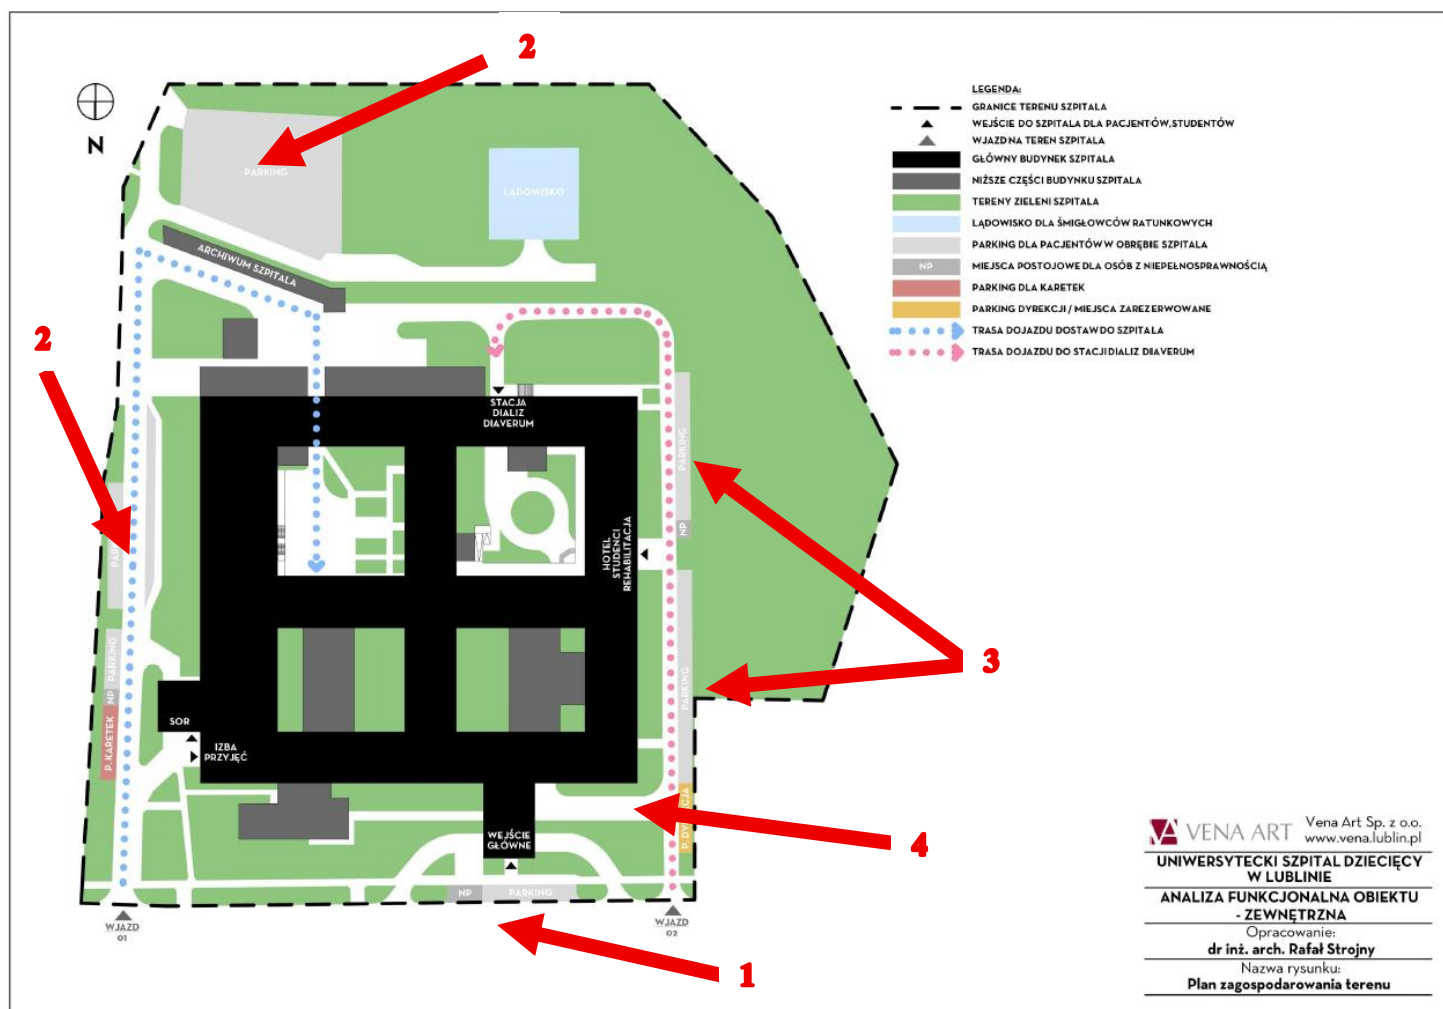 2
N
PARKING
LĄDOWISKO
ARCHIWUM SZPITALA
2
STACJA
DIALIZ
DIAVERUM
PARKING
NP
HOTEL
STUDENCI
REHABILITACJA
PARKING
3
PARKING
NP
P. KARETEK
SOR
IZBA
PRZYJĘĆ
4
WEJŚCIE
GŁÓWNE
NP
PARKING
WJAZD
01
WJAZD
02
1
LEGENDA:
GRANICE TERENU SZPITALA
WEJŚCIE DO SZPITALA DLA PACJENTÓW,STUDENTÓW
WJAZD NA TEREN SZPITALA
GŁÓWNY BUDYNEK SZPITALA
NIŻSZE CZĘŚCI BUDYNKU SZPITALA
TERENY ZIELENI SZPITALA
LĄDOWISKO DLA ŚMIGŁOWCÓW RATUNKOWYCH
PARKING DLA PACJENTÓW W OBRĘBIE SZPITALA
NP MIEJSCA POSTOJOWE DLA OSÓB Z NIEPEŁNOSPRAWNOŚCIĄ
PARKING DLA KARETEK
PARKING DYREKCJI / MIEJSCA ZAREZERWOWANE
TRASA DOJAZDU DOSTAW DO SZPITALA
TRASA DOJAZDU DO STACJI DIALIZ DIAVERUM
VENA ART
Vena Art Sp. z o.o.
www.vena.lublin.pl
UNIWERSYTECKI SZPITAL DZIECIĘCY
W LUBLINIE
ANALIZA FUNKCJONALNA OBIEKTU
- ZEWNĘTRZNA
Opracowanie:
dr inż. arch. Rafał Strojny
Nazwa rysunku:
Plan zagospodarowania terenu